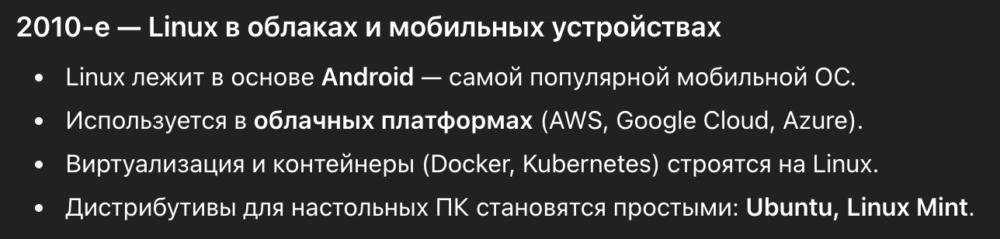 2010-е — Linux в облаках и мобильных устройствах
• Linux лежит в основе Android — самой популярной мобильной ОС.
• Используется в облачных платформах (AWS, Google Cloud, Azure).
• Виртуализация и контейнеры (Docker, Kubernetes) строятся на Linux.
• Дистрибутивы для настольных ПК становятся простыми: Ubuntu, Linux Mint.